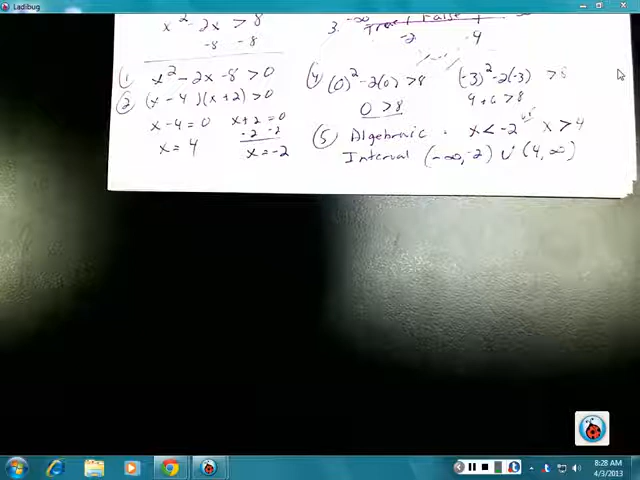 Ladibug
x² - 2x > 8
-8 -8
① x² - 2x - 8 > 0
② (x - 4)(x + 2) > 0
x - 4 = 0 x + 2 = 0
-2 -2
x = 4 x = -2
3. -∞ True False
-2 4
④ (0)² - 2(0) > 8 (-3)² - 2(-3) > 8
0 > 8 9 + 6 > 8
⑤ Algebraic . x < -2 or x > 4
Interval (-∞, -2) ∪ (4, ∞)
8:28 AM
4/3/2013